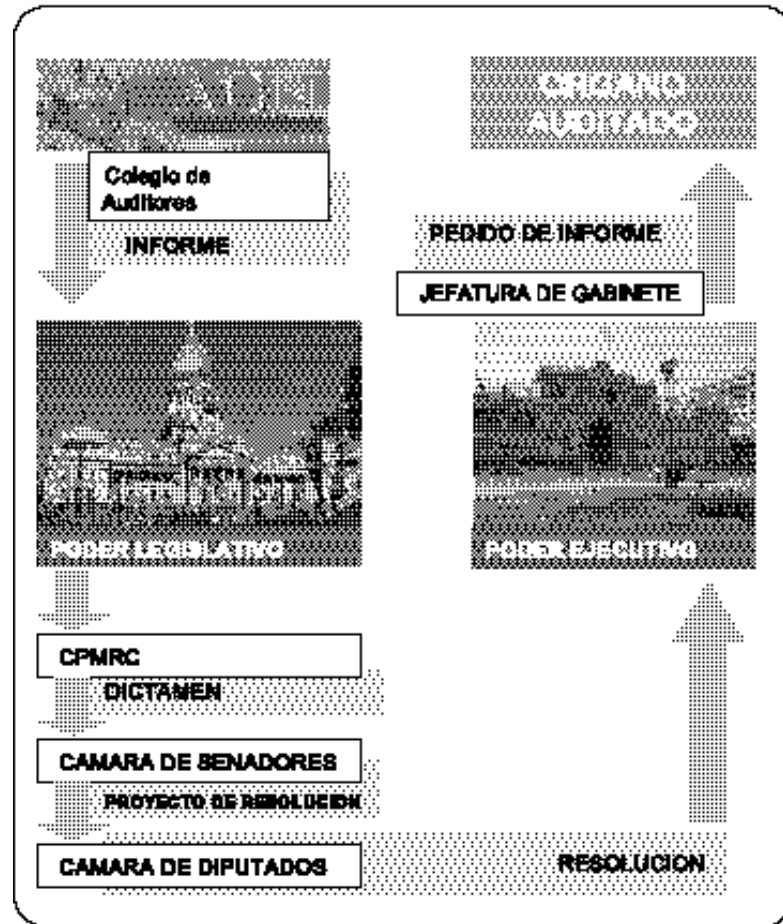 Colegio de
Auditores
INFORME
PODER LEGISLATIVO
CPMRC
DICTAMEN
CAMARA DE SENADORES
PROYECTO DE RESOLUCION
CAMARA DE DIPUTADOS
RESOLUCION
PODER EJECUTIVO
JEFATURA DE GABINETE
PEDIDO DE INFORME
ORGANO
AUDITADO